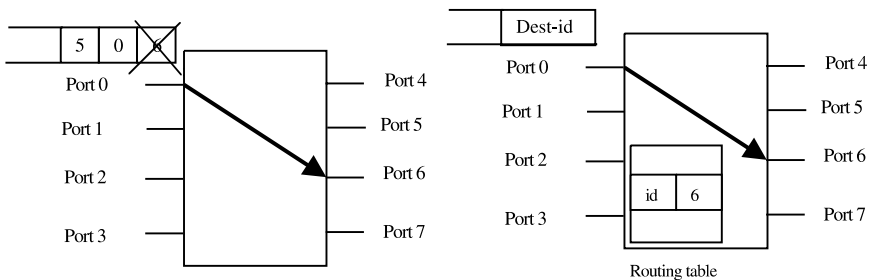 5 0 6
Port 0
Port 1
Port 2
Port 3
Port 4
Port 5
Port 6
Port 7
Dest-id
Port 0
Port 1
Port 2
Port 3
id 6
Port 4
Port 5
Port 6
Port 7
Routing table